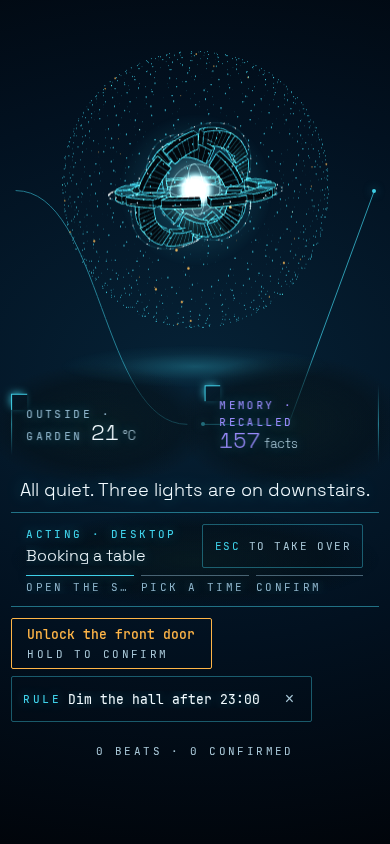 OUTSIDE ·
GARDEN 21 °C
MEMORY ·
RECALLED
157 facts
All quiet. Three lights are on downstairs.
ACTING · DESKTOP
Booking a table
ESC TO TAKE OVER
OPEN THE S… PICK A TIME CONFIRM
Unlock the front door
HOLD TO CONFIRM
RULE Dim the hall after 23:00 ×
0 BEATS · 0 CONFIRMED